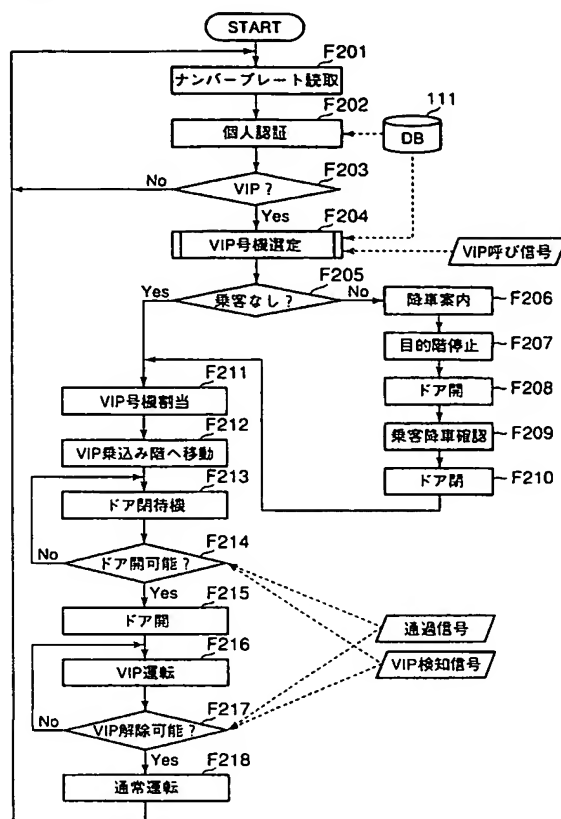 START
F201
ナンバープレート読取
F202
個人認証
111
DB
F203
VIP?
No
Yes
F204
VIP号機選定
VIP呼び信号
F205
乗客なし?
Yes
No
降車案内
F206
目的階停止
F207
ドア開
F208
乗客降車確認
F209
ドア閉
F210
F211
VIP号機割当
F212
VIP乗込み階へ移動
F213
ドア閉待機
F214
ドア開可能?
No
Yes
F215
ドア開
通過信号
F216
VIP運転
VIP検知信号
F217
VIP解除可能?
No
Yes
F218
通常運転